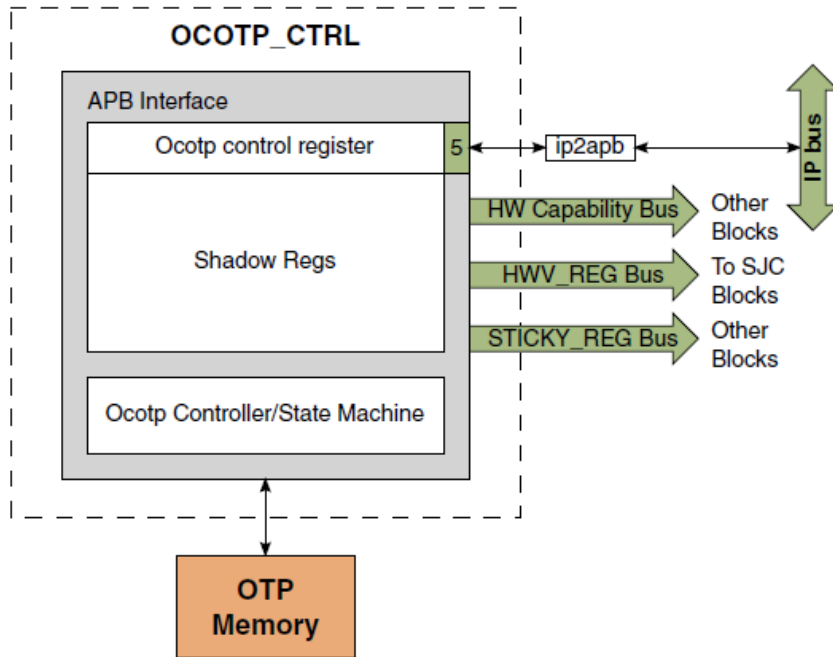 OCOTP_CTRL
APB Interface
Ocotp control register
5
ip2apb
IP bus
HW Capability Bus
Other
Blocks
Shadow Regs
HWV_REG Bus
To SJC
Blocks
STICKY_REG Bus
Other
Blocks
Ocotp Controller/State Machine
OTP
Memory